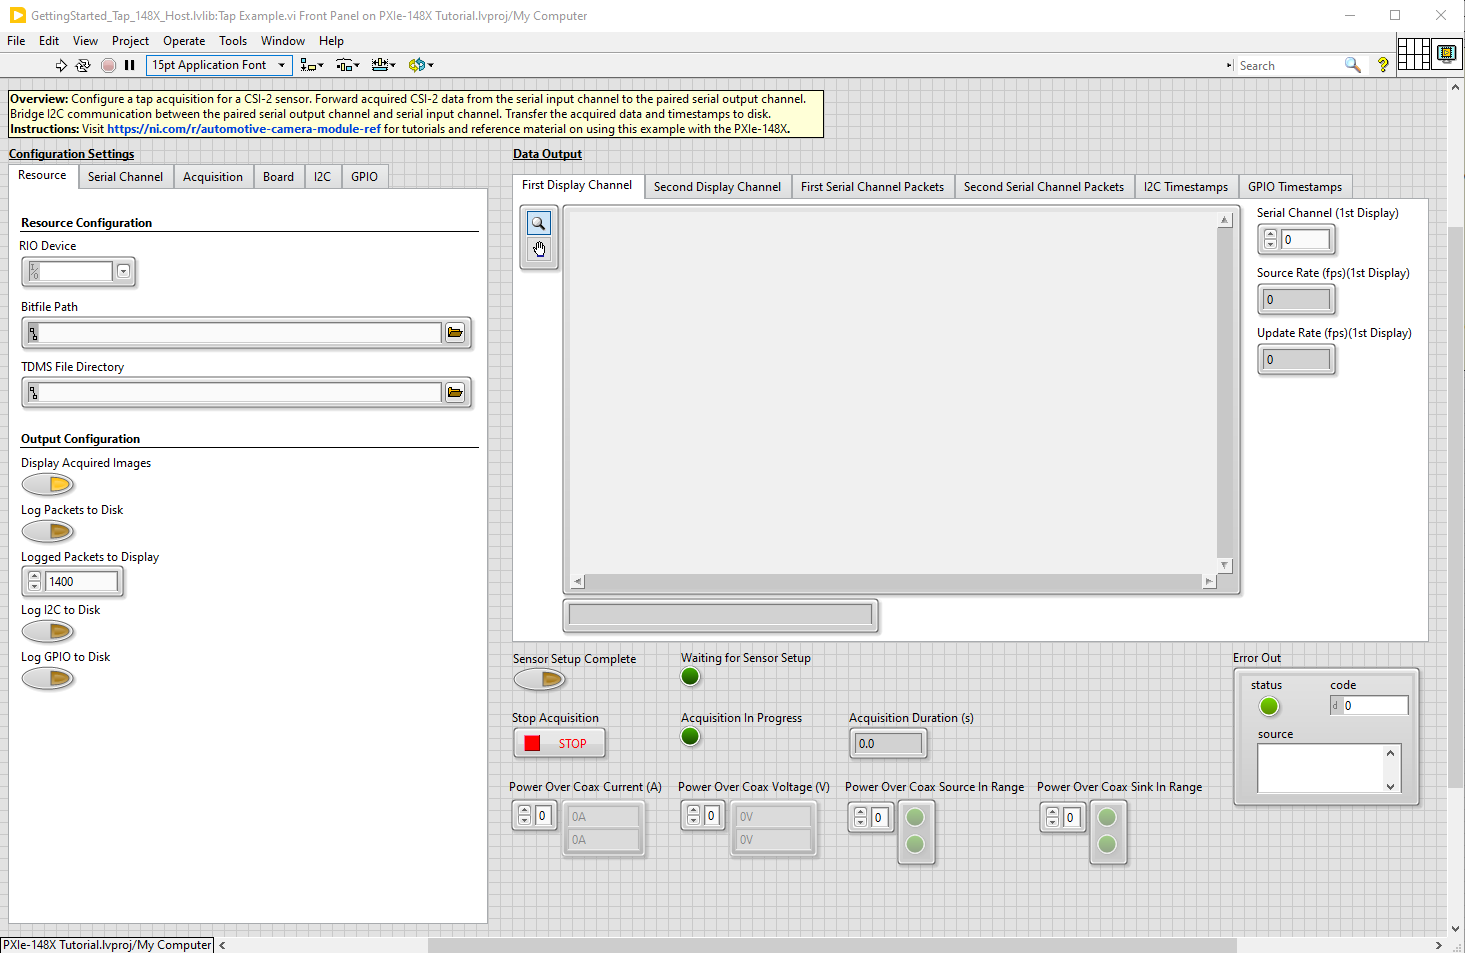 GettingStarted_Tap_148X_Host.lvlib:Tap Example.vi Front Panel on PXIe-148X Tutorial.lvproj/My Computer
File Edit View Project Operate Tools Window Help
15pt Application Font
Search
Overview: Configure a tap acquisition for a CSI-2 sensor. Forward acquired CSI-2 data from the serial input channel to the paired serial output channel.
Bridge I2C communication between the paired serial output channel and serial input channel. Transfer the acquired data and timestamps to disk.
Instructions: Visit https://ni.com/r/automotive-camera-module-ref for tutorials and reference material on using this example with the PXIe-148X.
Configuration Settings
Resource Serial Channel Acquisition Board I2C GPIO
Resource Configuration
RIO Device
I/O
Bitfile Path
TDMS File Directory
Output Configuration
Display Acquired Images
Log Packets to Disk
Logged Packets to Display
1400
Log I2C to Disk
Log GPIO to Disk
Data Output
First Display Channel Second Display Channel First Serial Channel Packets Second Serial Channel Packets I2C Timestamps GPIO Timestamps
Serial Channel (1st Display)
0
Source Rate (fps)(1st Display)
0
Update Rate (fps)(1st Display)
0
Sensor Setup Complete
Waiting for Sensor Setup
Stop Acquisition
STOP
Acquisition In Progress
Acquisition Duration (s)
0.0
Error Out
status
code
d 0
source
Power Over Coax Current (A)
0
0A
0A
Power Over Coax Voltage (V)
0
0V
0V
Power Over Coax Source In Range
0
Power Over Coax Sink In Range
0
PXIe-148X Tutorial.lvproj/My Computer